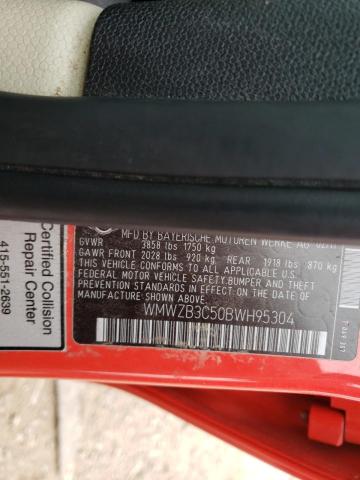 MFD BY BAYERISCHE MOTOREN WERKE AG 02/11
GVWR 3858 lbs 1750 kg
GAWR FRONT 2028 lbs 920 kg REAR 1918 lbs 870 kg
THIS VEHICLE CONFORMS TO ALL APPLICABLE U.S.
FEDERAL MOTOR VEHICLE SAFETY,BUMPER AND THEFT
PREVENTION STANDARDS IN EFFECT ON THE DATE OF
MANUFACTURE SHOWN ABOVE.
WMWZB3C50BWH95304
Certified Collision
Repair Center
415-551-2639